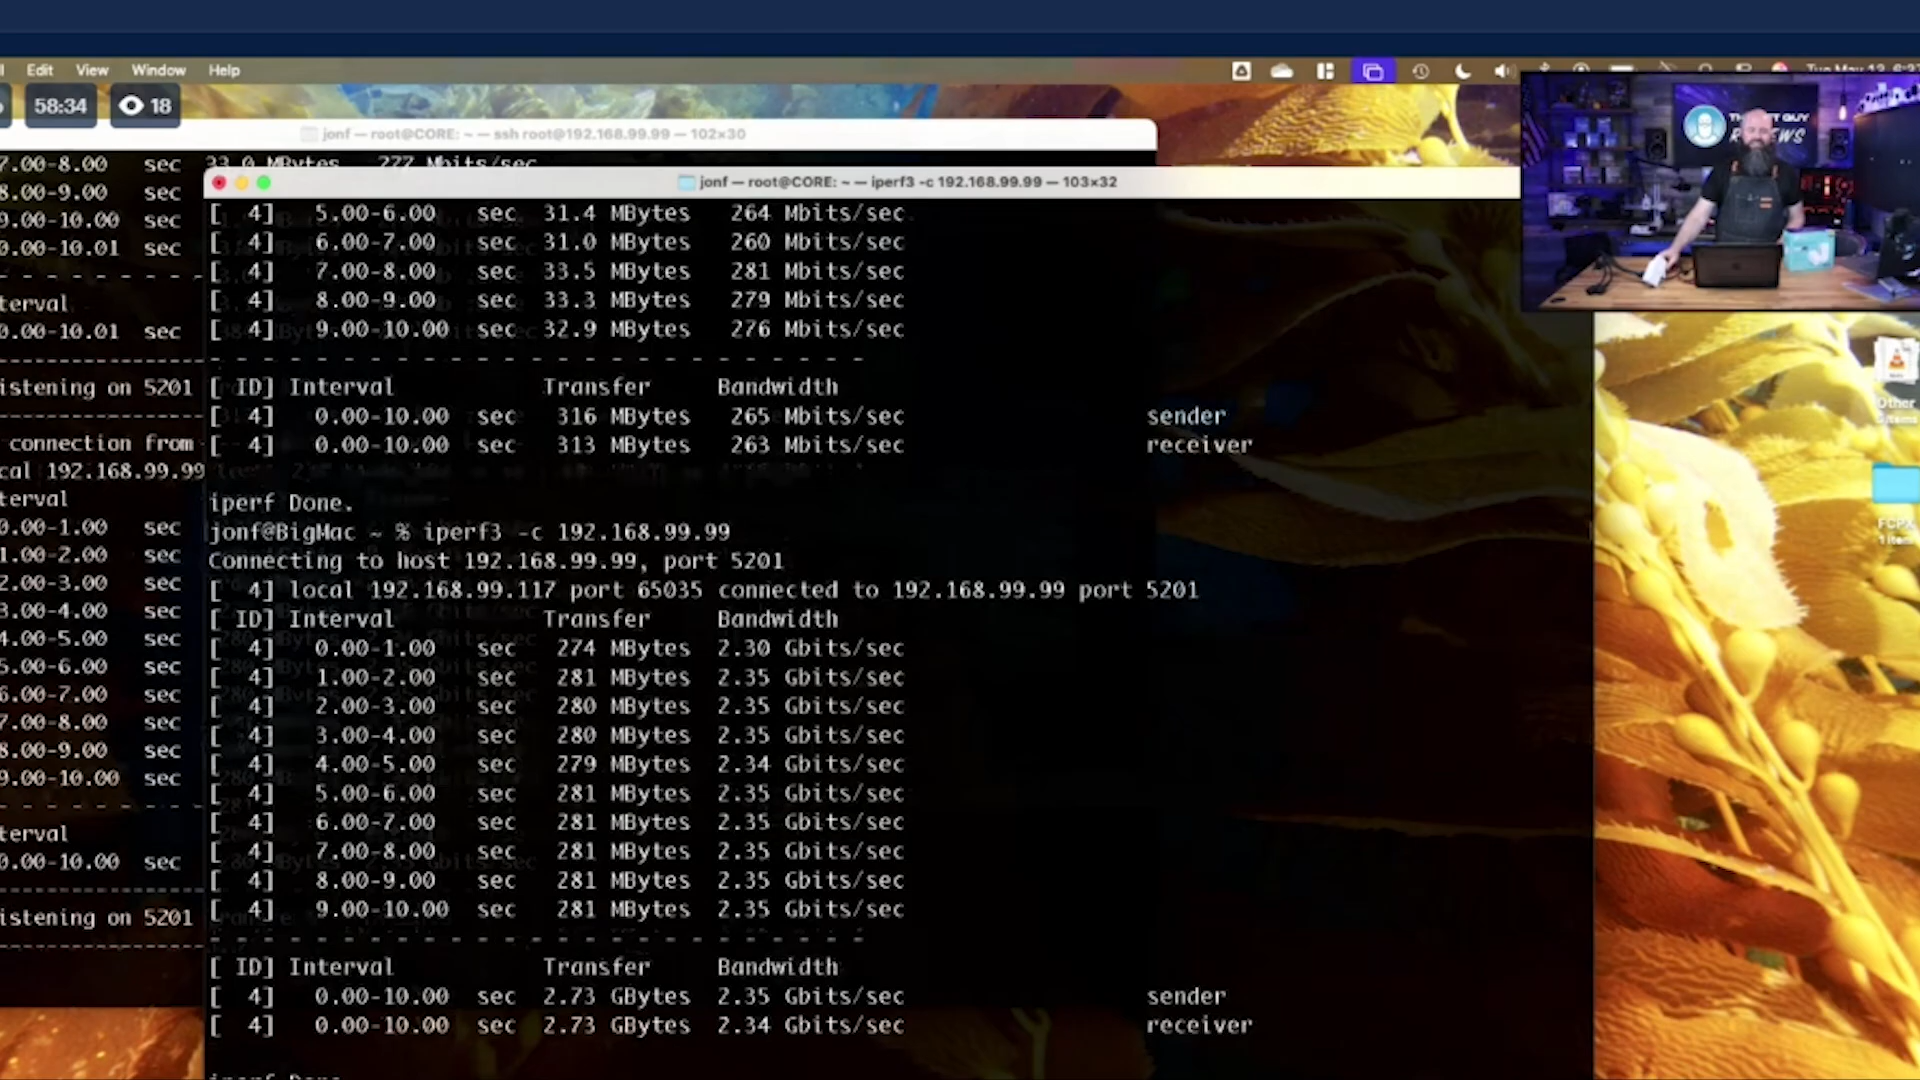 Edit View Window Help
58:34 18
jonf — root@CORE: ~ — ssh root@192.168.99.99 — 102×30
7.00-8.00 sec 33.0 MBytes 277 Mbits/sec
8.00-9.00 sec
9.00-10.00 sec
0.00-10.01 sec
terval
0.00-10.01 sec
istening on 5201
connection from
cal 192.168.99.99
terval
0.00-1.00 sec
1.00-2.00 sec
2.00-3.00 sec
3.00-4.00 sec
4.00-5.00 sec
5.00-6.00 sec
6.00-7.00 sec
7.00-8.00 sec
8.00-9.00 sec
9.00-10.00 sec
terval
0.00-10.00 sec
istening on 5201
jonf — root@CORE: ~ — iperf3 -c 192.168.99.99 — 103×32
[ 4] 5.00-6.00 sec 31.4 MBytes 264 Mbits/sec
[ 4] 6.00-7.00 sec 31.0 MBytes 260 Mbits/sec
[ 4] 7.00-8.00 sec 33.5 MBytes 281 Mbits/sec
[ 4] 8.00-9.00 sec 33.3 MBytes 279 Mbits/sec
[ 4] 9.00-10.00 sec 32.9 MBytes 276 Mbits/sec
- - - - - - - - - - - - - - - - - - - - - - - - -
[ ID] Interval Transfer Bandwidth
[ 4] 0.00-10.00 sec 316 MBytes 265 Mbits/sec sender
[ 4] 0.00-10.00 sec 313 MBytes 263 Mbits/sec receiver
iperf Done.
jonf@BigMac ~ % iperf3 -c 192.168.99.99
Connecting to host 192.168.99.99, port 5201
[ 4] local 192.168.99.117 port 65035 connected to 192.168.99.99 port 5201
[ ID] Interval Transfer Bandwidth
[ 4] 0.00-1.00 sec 274 MBytes 2.30 Gbits/sec
[ 4] 1.00-2.00 sec 281 MBytes 2.35 Gbits/sec
[ 4] 2.00-3.00 sec 280 MBytes 2.35 Gbits/sec
[ 4] 3.00-4.00 sec 280 MBytes 2.35 Gbits/sec
[ 4] 4.00-5.00 sec 279 MBytes 2.34 Gbits/sec
[ 4] 5.00-6.00 sec 281 MBytes 2.35 Gbits/sec
[ 4] 6.00-7.00 sec 281 MBytes 2.35 Gbits/sec
[ 4] 7.00-8.00 sec 281 MBytes 2.35 Gbits/sec
[ 4] 8.00-9.00 sec 281 MBytes 2.35 Gbits/sec
[ 4] 9.00-10.00 sec 281 MBytes 2.35 Gbits/sec
- - - - - - - - - - - - - - - - - - - - - - - - -
[ ID] Interval Transfer Bandwidth
[ 4] 0.00-10.00 sec 2.73 GBytes 2.35 Gbits/sec sender
[ 4] 0.00-10.00 sec 2.73 GBytes 2.34 Gbits/sec receiver
iperf Done
Other
FCPX